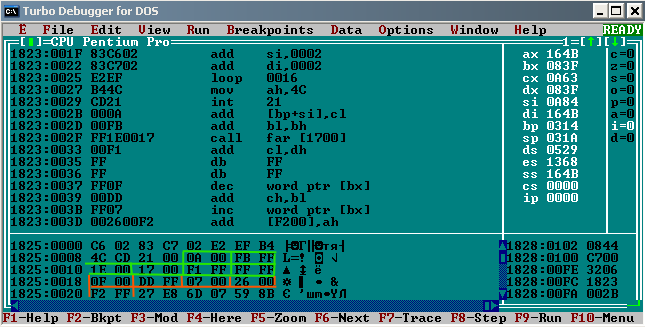 Turbo Debugger for DOS
E File Edit View Run Breakpoints Data Options Window Help READY
[■]=CPU Pentium Pro 1=[↑][↓]
1823:001F 83C602 add si,0002 ax 164B c=0
1823:0022 83C702 add di,0002 bx 083F z=0
1823:0025 E2EF loop 0016 cx 0A63 s=0
1823:0027 B44C mov ah,4C dx 083F o=0
1823:0029 CD21 int 21 si 0A84 p=0
1823:002B 000A add [bp+si],cl di 164B a=0
1823:002D 00FB add bl,bh bp 0314 i=0
1823:002F FF1E0017 call far [1700] sp 031A d=0
1823:0033 00F1 add cl,dh ds 0529
1823:0035 FF db FF es 1368
1823:0036 FF db FF ss 164B
1823:0037 FF0F dec word ptr [bx] cs 0000
1823:0039 00DD add ch,bl ip 0000
1823:003B FF07 inc word ptr [bx]
1823:003D 002600F2 add [F200],ah
1825:0000 C6 02 83 C7 02 E2 EF B4 1828:0102 0844
1825:0008 4C CD 21 00 0A 00 FB FF L=! 1828:0100 C700
1825:0010 1E 00 17 00 F1 FF FF FF 1828:00FE 3206
1825:0018 0F 00 DD FF 07 00 26 00 1828:00FC 1823
1825:0020 F2 FF 27 E8 6D 07 59 8B 1828:00FA 002B
F1-Help F2-Bkpt F3-Mod F4-Here F5-Zoom F6-Next F7-Trace F8-Step F9-Run F10-Menu